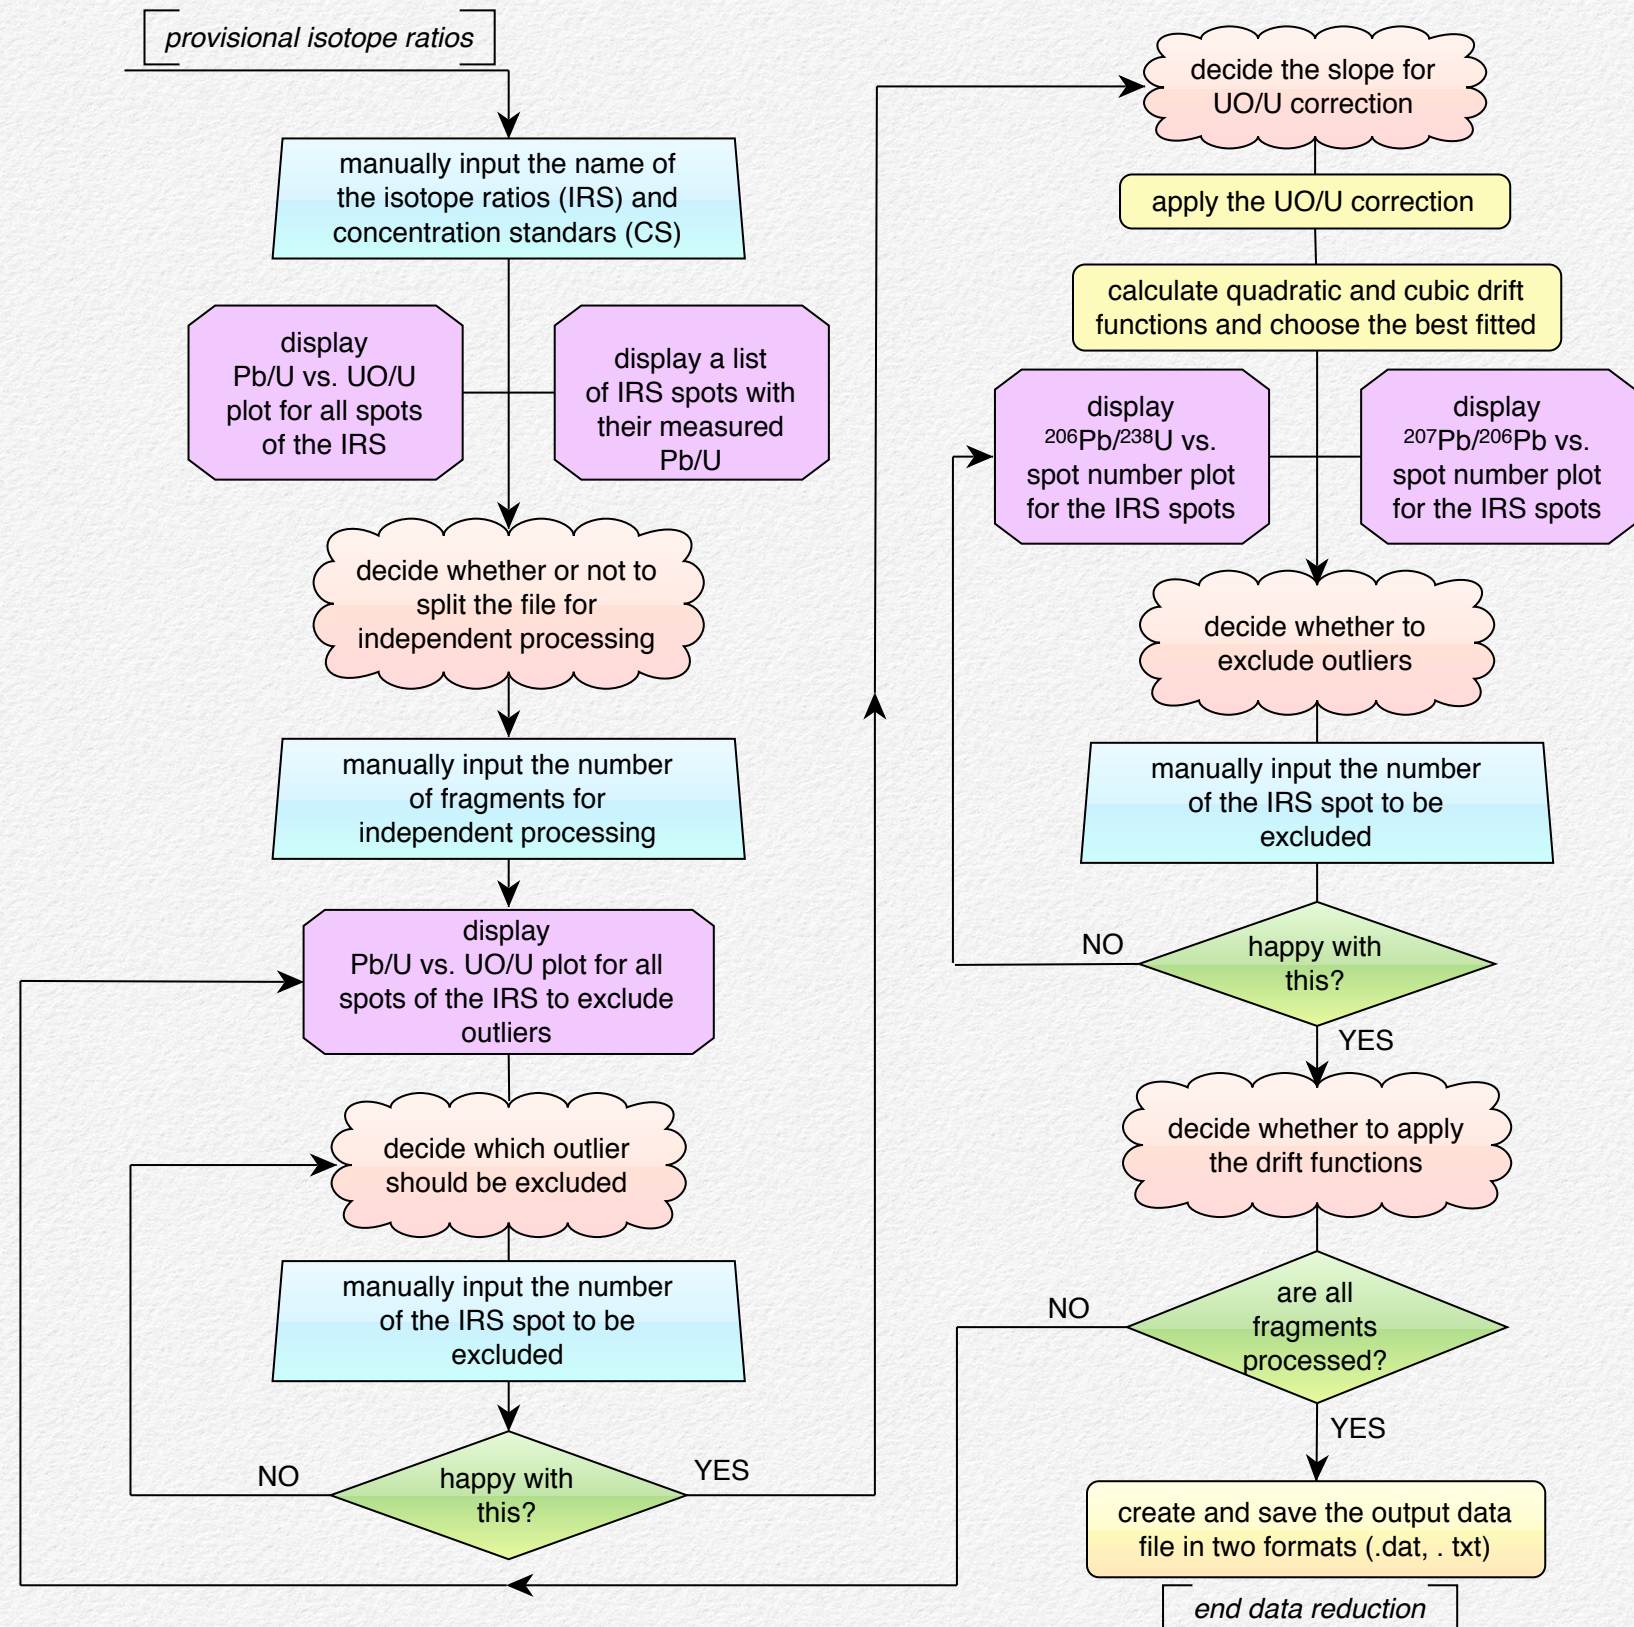 provisional isotope ratios
manually input the name of
the isotope ratios (IRS) and
concentration standars (CS)
display
Pb/U vs. UO/U
plot for all spots
of the IRS
display a list
of IRS spots with
their measured
Pb/U
decide whether or not to
split the file for
independent processing
manually input the number
of fragments for
independent processing
display
Pb/U vs. UO/U plot for all
spots of the IRS to exclude
outliers
decide which outlier
should be excluded
manually input the number
of the IRS spot to be
excluded
NO
happy with
this?
YES
decide the slope for
UO/U correction
apply the UO/U correction
calculate quadratic and cubic drift
functions and choose the best fitted
display
²⁰⁶Pb/²³⁸U vs.
spot number plot
for the IRS spots
display
²⁰⁷Pb/²⁰⁶Pb vs.
spot number plot
for the IRS spots
decide whether to
exclude outliers
manually input the number
of the IRS spot to be
excluded
NO
happy with
this?
YES
decide whether to apply
the drift functions
NO
are all
fragments
processed?
YES
create and save the output data
file in two formats (.dat, . txt)
end data reduction